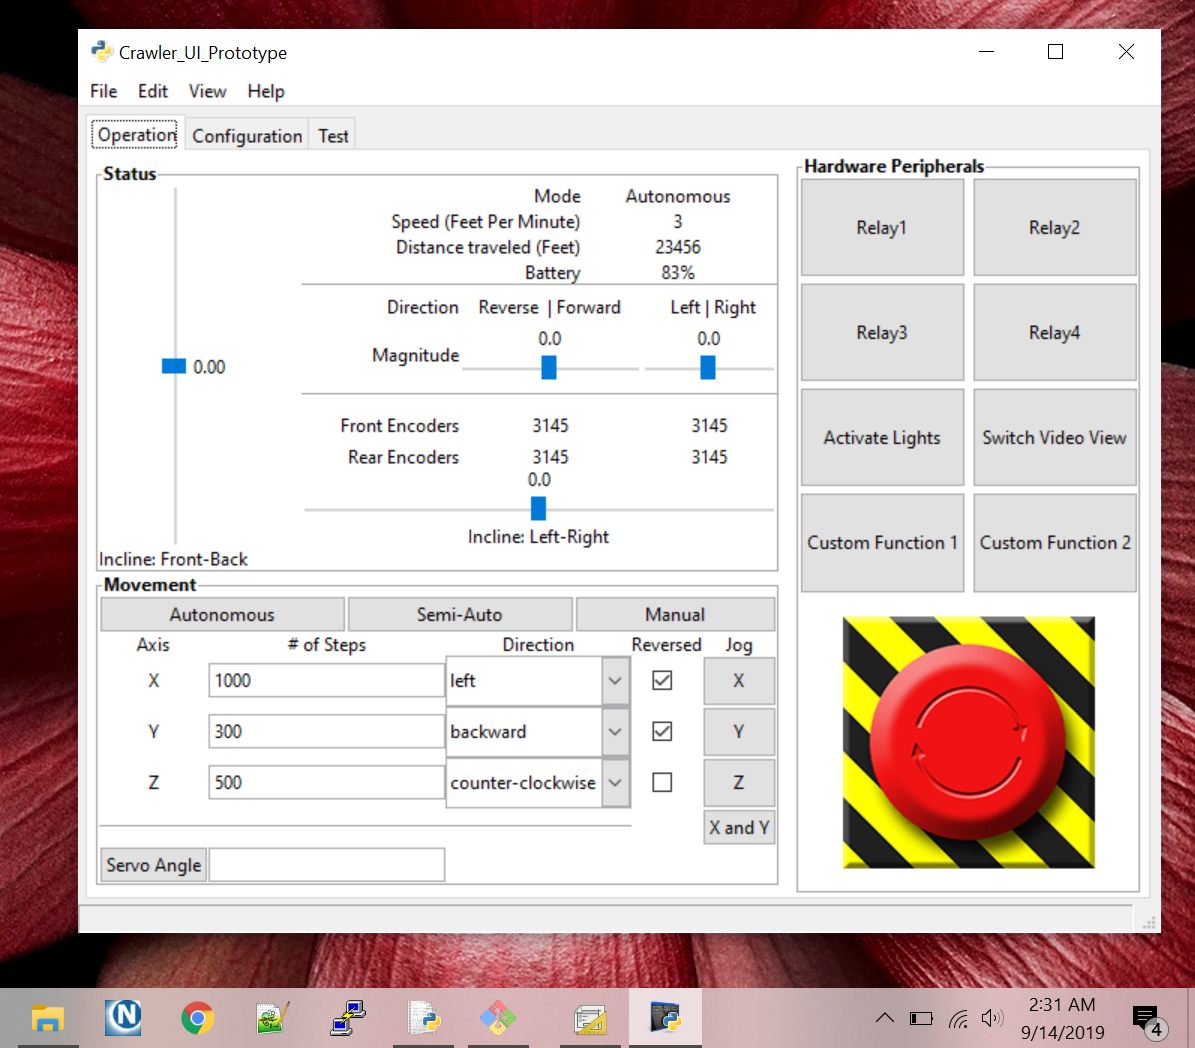 Crawler_UI_Prototype
File Edit View Help
Operation Configuration Test
Status
Mode Autonomous
Speed (Feet Per Minute) 3
Distance traveled (Feet) 23456
Battery 83%
Direction Reverse | Forward Left | Right
0.0 0.0
Magnitude
0.00
Front Encoders 3145 3145
Rear Encoders 3145 3145
0.0
Incline: Left-Right
Incline: Front-Back
Movement
Autonomous Semi-Auto Manual
Axis # of Steps Direction Reversed Jog
X 1000 left X
Y 300 backward Y
Z 500 counter-clockwise Z
X and Y
Servo Angle
Hardware Peripherals
Relay1 Relay2
Relay3 Relay4
Activate Lights Switch Video View
Custom Function 1 Custom Function 2
N
2:31 AM
9/14/2019
4